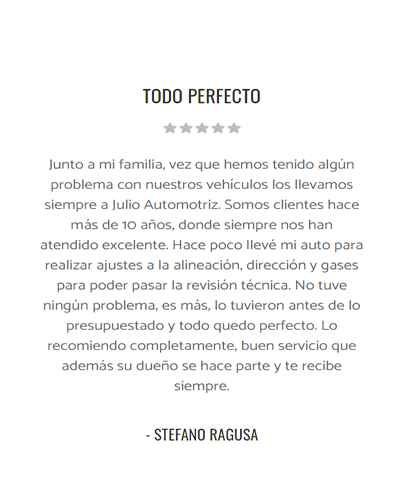 TODO PERFECTO
Junto a mi familia, vez que hemos tenido algún
problema con nuestros vehículos los llevamos
siempre a Julio Automotriz. Somos clientes hace
más de 10 años, donde siempre nos han
atendido excelente. Hace poco llevé mi auto para
realizar ajustes a la alineación, dirección y gases
para poder pasar la revisión técnica. No tuve
ningún problema, es más, lo tuvieron antes de lo
presupuestado y todo quedo perfecto. Lo
recomiendo completamente, buen servicio que
además su dueño se hace parte y te recibe
siempre.
- STEFANO RAGUSA